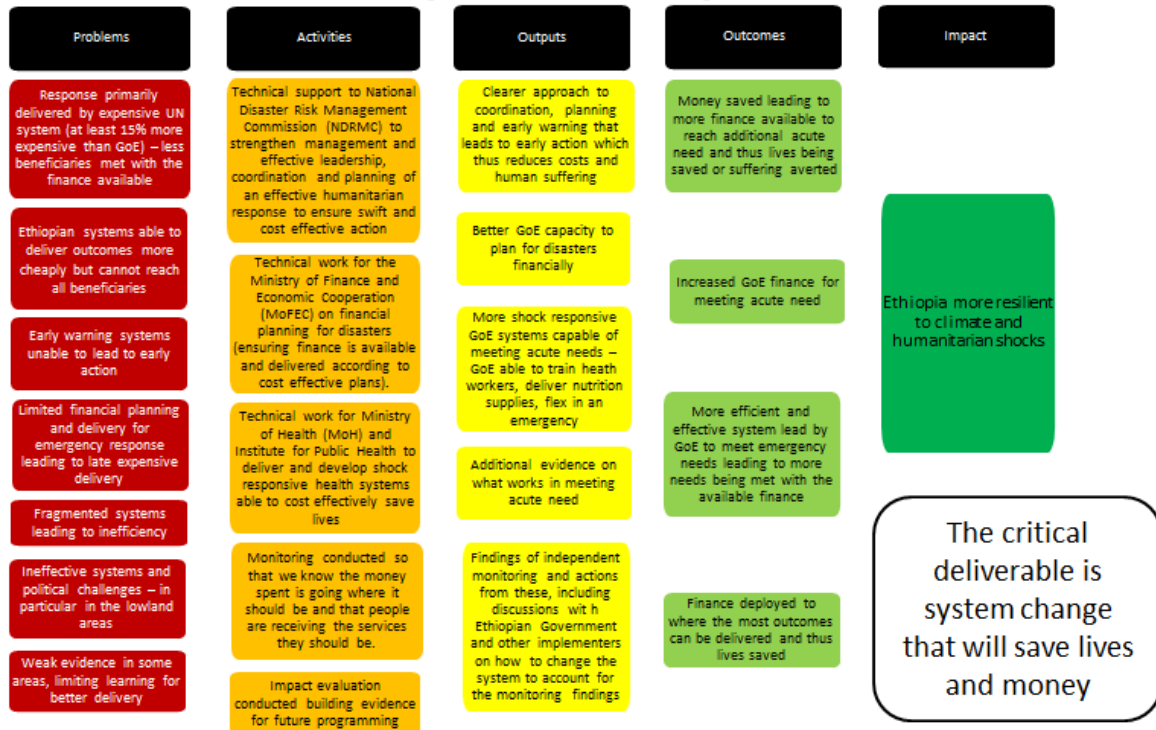 Problems
Response primarily
delivered by expensive UN
system (at least 15% more
expensive than GoE) – less
beneficiaries met with the
finance available
Ethiopian systems able to
deliver outcomes more
cheaply but cannot reach
all beneficiaries
Early warning systems
unable to lead to early
action
Limited financial planning
and delivery for
emergency response
leading to late expensive
delivery
Fragmented systems
leading to inefficiency
Ineffective systems and
political challenges – in
particular in the lowland
areas
Weak evidence in some
areas, limiting learning for
better delivery
Activities
Technical support to National
Disaster Risk Management
Commission (NDRMC) to
strengthen management and
effective leadership,
coordination and planning of
an effective humanitarian
response to ensure swift and
cost effective action
Technical work for the
Ministry of Finance and
Economic Cooperation
(MoFEC) on financial
planning for disasters
(ensuring finance is available
and delivered according to
cost effective plans).
Technical work for Ministry
of Health (MoH) and
Institute for Public Health to
deliver and develop shock
responsive health systems
able to cost effectively save
lives
Monitoring conducted so
that we know the money
spent is going where it
should be and that people
are receiving the services
they should be.
Impact evaluation
conducted building evidence
for future programming
Outputs
Clearer approach to
coordination, planning
and early warning that
leads to early action which
thus reduces costs and
human suffering
Better GoE capacity to
plan for disasters
financially
More shock responsive
GoE systems capable of
meeting acute needs –
GoE able to train heath
workers, deliver nutrition
supplies, flex in an
emergency
Additional evidence on
what works in meeting
acute need
Findings of independent
monitoring and actions
from these, including
discussions wit h
Ethiopian Government
and other implementers
on how to change the
system to account for
the monitoring findings
Outcomes
Money saved leading to
more finance available to
reach additional acute
need and thus lives being
saved or suffering averted
Increased GoE finance for
meeting acute need
More efficient and
effective system lead by
GoE to meet emergency
needs leading to more
needs being met with the
available finance
Finance deployed to
where the most outcomes
can be delivered and thus
lives saved
Impact
Ethiopia more resilient
to climate and
humanitarian shocks
The critical
deliverable is
system change
that will save lives
and money